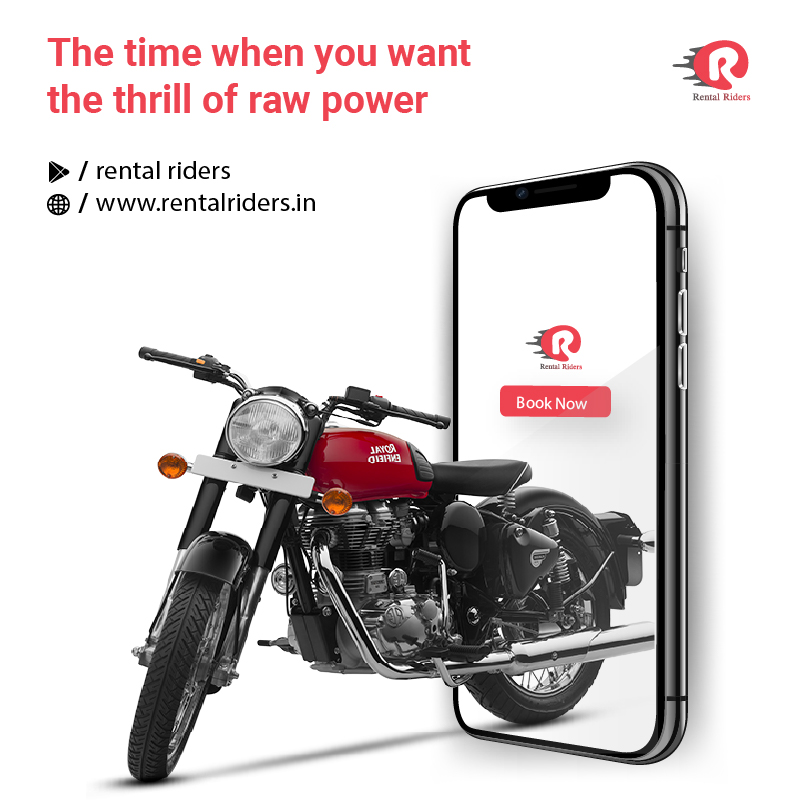 The time when you want
the thrill of raw power
R
Rental Riders
/ rental riders
/ www.rentalriders.in
R
Rental Riders
Book Now
ROYAL
ENFIELD